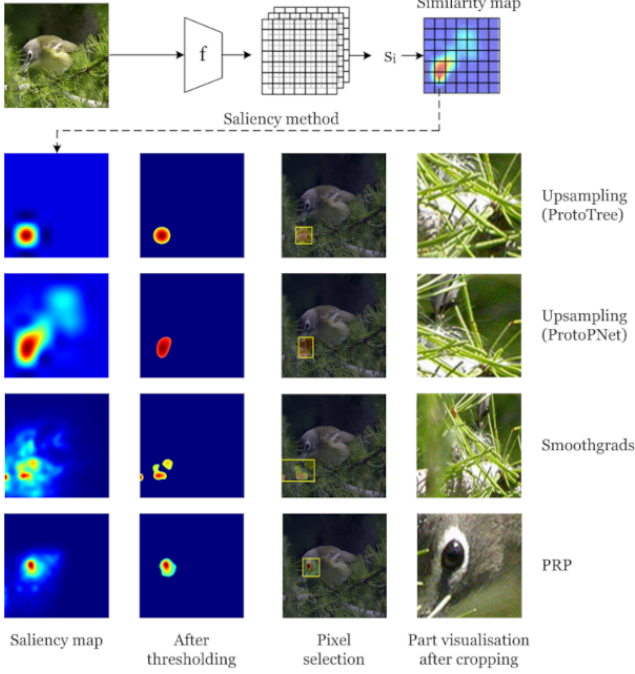 Similarity map
f
si
Saliency method
Upsampling
(ProtoTree)
Upsampling
(ProtoPNet)
Smoothgrads
PRP
Saliency map
After
thresholding
Pixel
selection
Part visualisation
after cropping